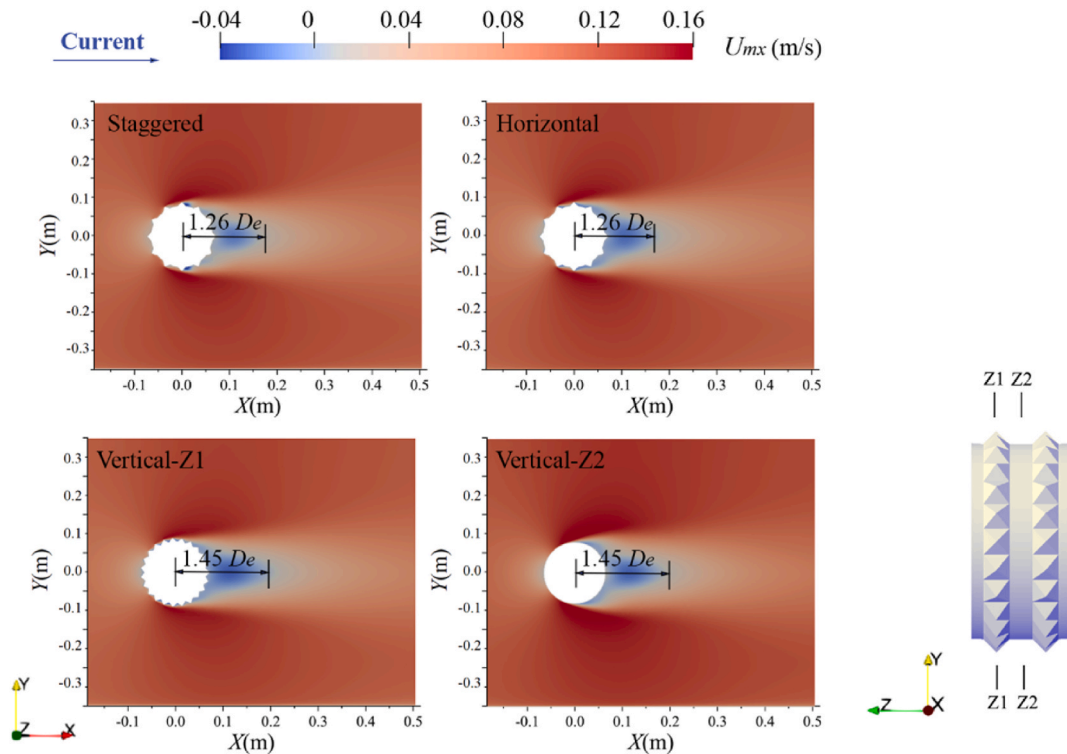 Current
-0.04 0 0.04 0.08 0.12 0.16
Umx (m/s)
Staggered
0.3
0.2
0.1
0.0
-0.1
-0.2
-0.3
Y(m)
1.26 De
-0.1 0.0 0.1 0.2 0.3 0.4 0.5
X(m)
Horizontal
0.3
0.2
0.1
0.0
-0.1
-0.2
-0.3
Y(m)
1.26 De
-0.1 0.0 0.1 0.2 0.3 0.4 0.5
X(m)
Vertical-Z1
0.3
0.2
0.1
0.0
-0.1
-0.2
-0.3
Y(m)
1.45 De
-0.1 0.0 0.1 0.2 0.3 0.4 0.5
X(m)
Vertical-Z2
0.3
0.2
0.1
0.0
-0.1
-0.2
-0.3
Y(m)
1.45 De
-0.1 0.0 0.1 0.2 0.3 0.4 0.5
X(m)
Z1 Z2
Z1 Z2
Y
Z X
Y
Z X